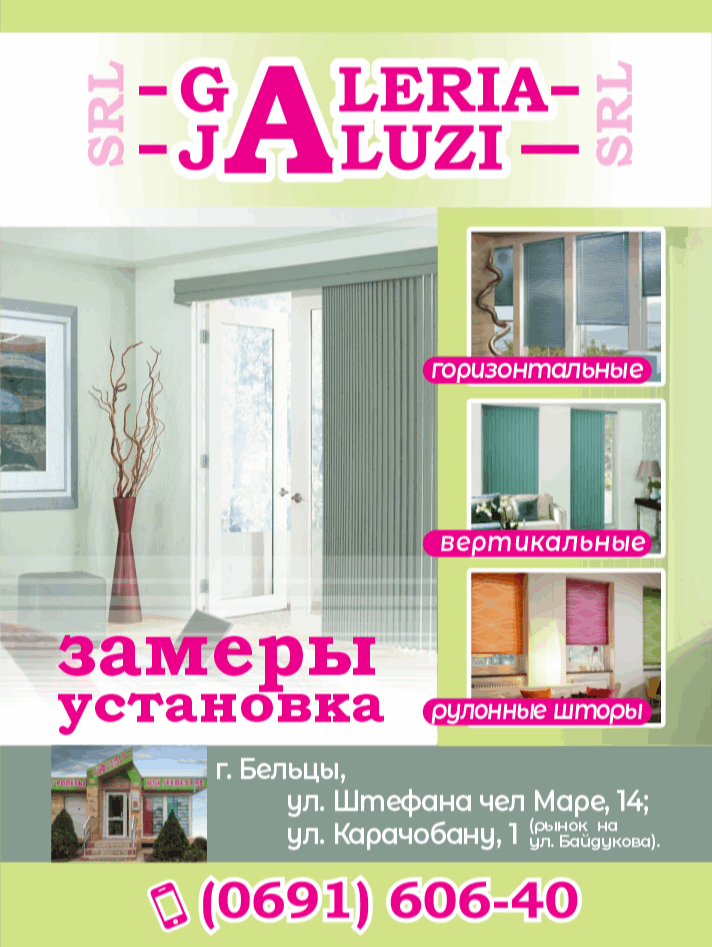 SRL
- GALERIA -
- JALUZI —
SRL
горизонтальные
вертикальные
рулонные шторы
замеры
установка
г. Бельцы,
ул. Штефана чел Маре, 14;
ул. Карачобану, 1 (рынок на
ул. Байдукова).
(0691) 606-40